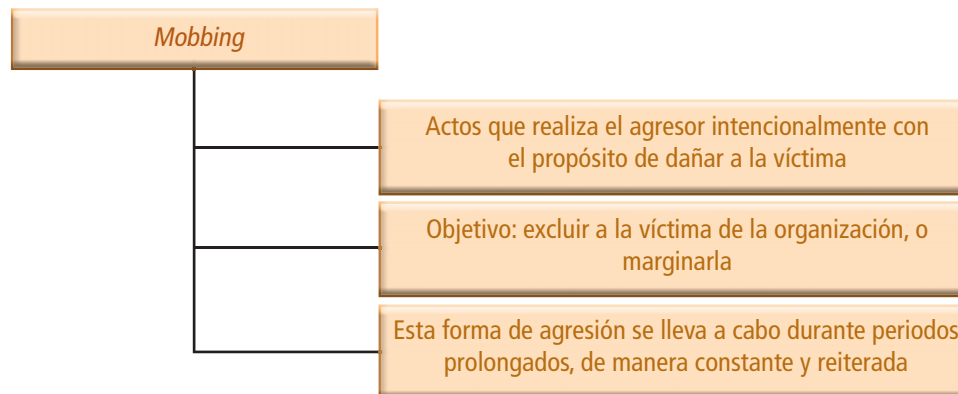 Mobbing
Actos que realiza el agresor intencionalmente con
el propósito de dañar a la víctima
Objetivo: excluir a la víctima de la organización, o
marginarla
Esta forma de agresión se lleva a cabo durante periodos
prolongados, de manera constante y reiterada